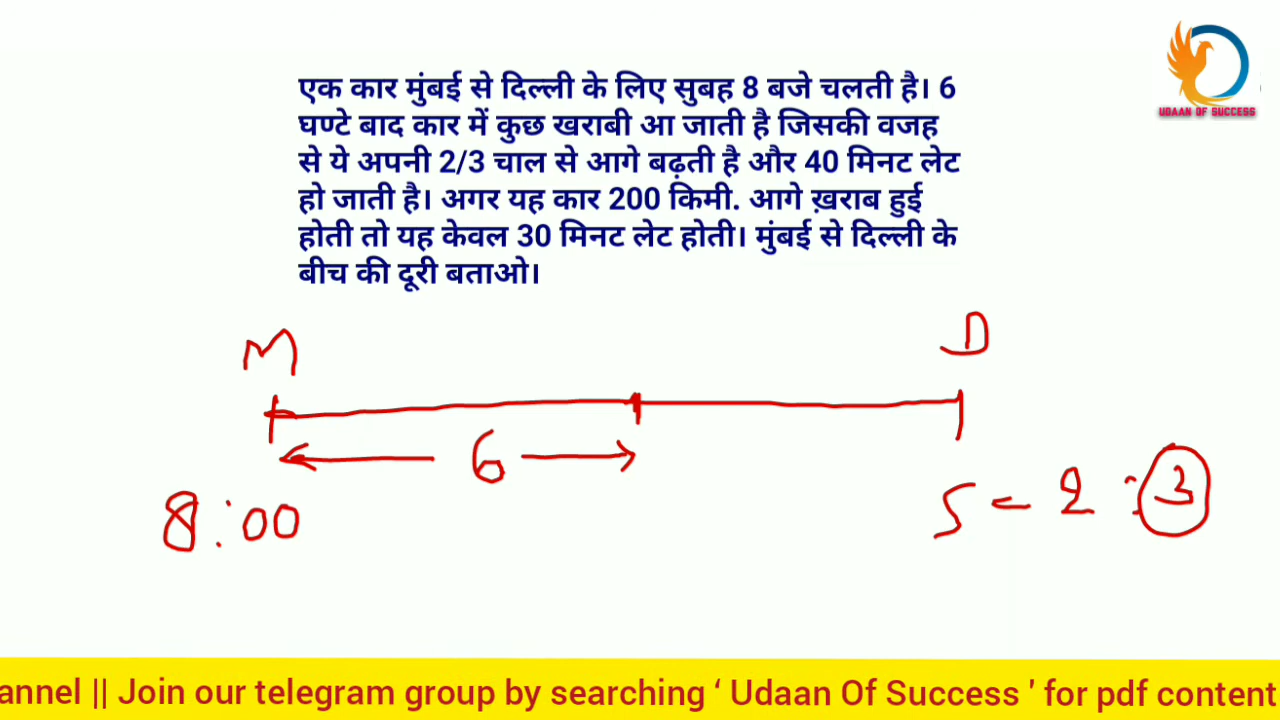 UDAAN OF SUCCESS
एक कार मुंबई से दिल्ली के लिए सुबह 8 बजे चलती है। 6
घण्टे बाद कार में कुछ खराबी आ जाती है जिसकी वजह
से ये अपनी 2/3 चाल से आगे बढ़ती है और 40 मिनट लेट
हो जाती है। अगर यह कार 200 किमी. आगे ख़राब हुई
होती तो यह केवल 30 मिनट लेट होती। मुंबई से दिल्ली के
बीच की दूरी बताओ।
M D
6
8:00 S = 2 : 3
annel || Join our telegram group by searching ‘ Udaan Of Success ' for pdf content